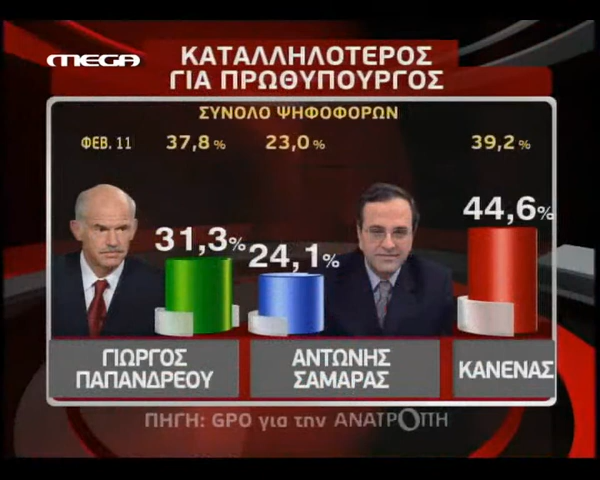 MEGA
ΚΑΤΑΛΛΗΛΟΤΕΡΟΣ
ΓΙΑ ΠΡΩΘΥΠΟΥΡΓΟΣ
ΣΥΝΟΛΟ ΨΗΦΟΦΟΡΩΝ
ΦΕΒ. 11 37,8% 23,0% 39,2%
31,3% 24,1% 44,6%
ΓΙΩΡΓΟΣ
ΠΑΠΑΝΔΡΕΟΥ
ΑΝΤΩΝΗΣ
ΣΑΜΑΡΑΣ
ΚΑΝΕΝΑΣ
ΠΗΓΗ: GPO για την ΑΝΑΤΡΟΠΗ